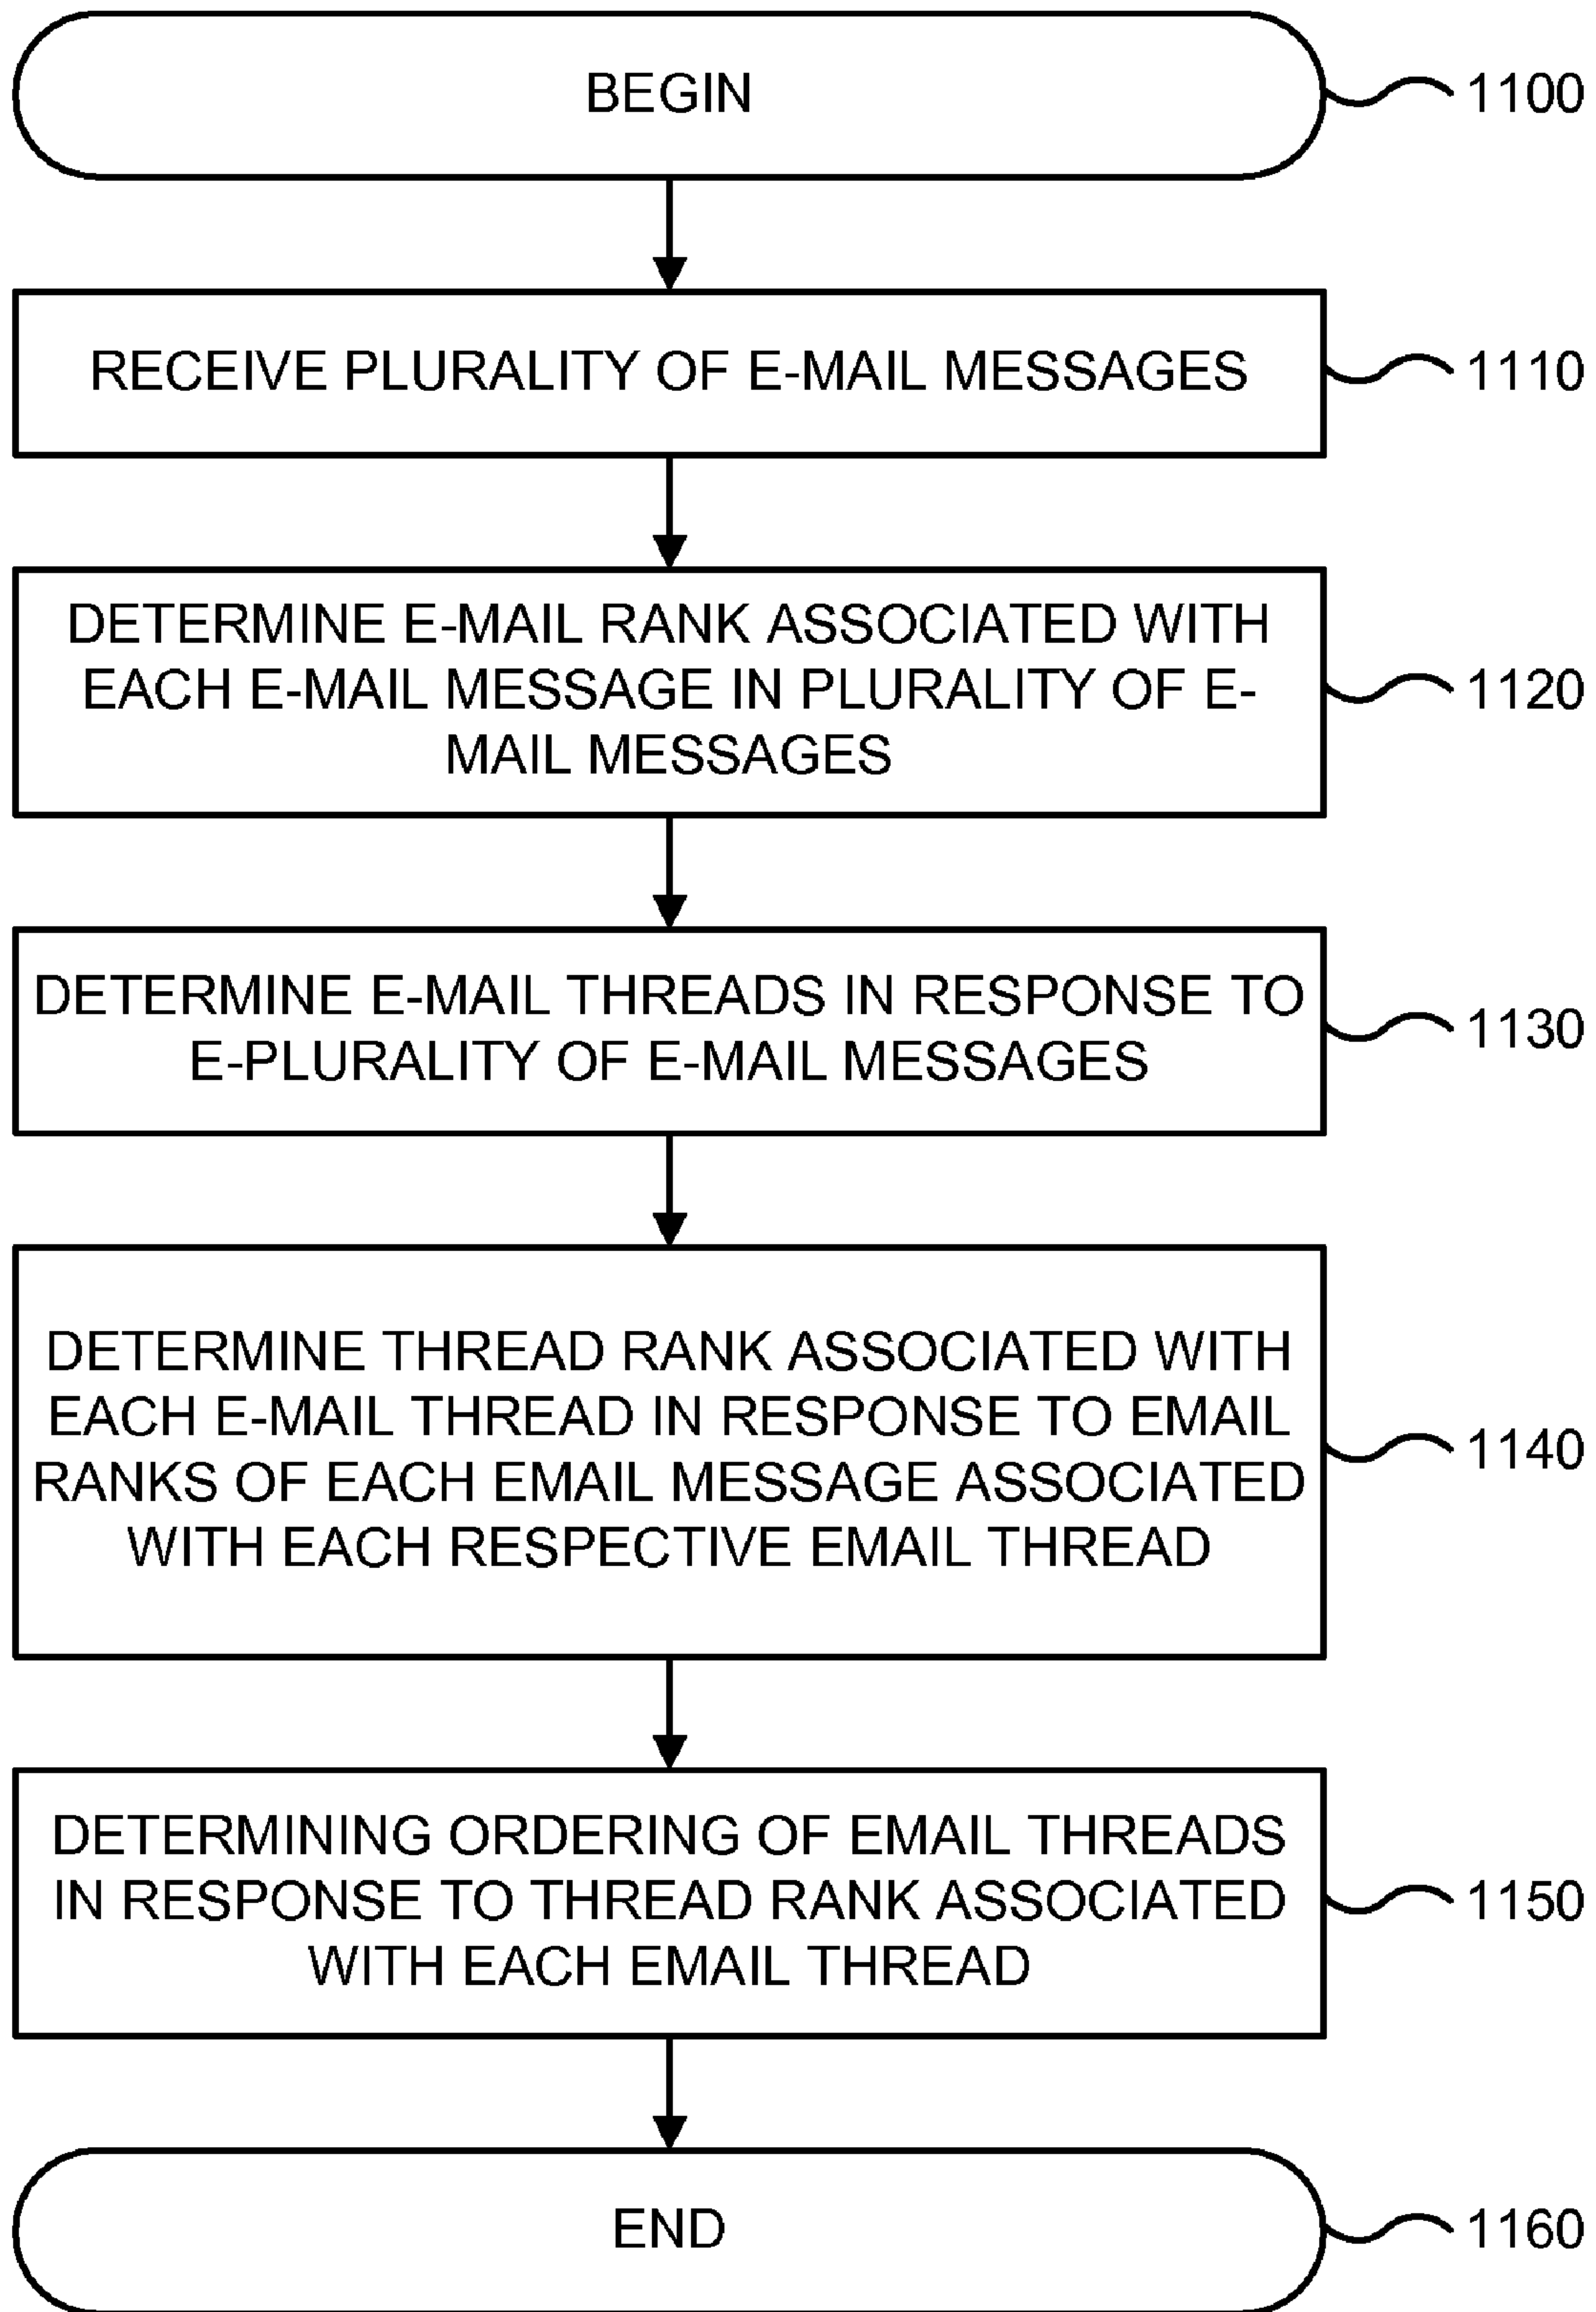 BEGIN
1100
RECEIVE PLURALITY OF E-MAIL MESSAGES
1110
DETERMINE E-MAIL RANK ASSOCIATED WITH
EACH E-MAIL MESSAGE IN PLURALITY OF E-
MAIL MESSAGES
1120
DETERMINE E-MAIL THREADS IN RESPONSE TO
E-PLURALITY OF E-MAIL MESSAGES
1130
DETERMINE THREAD RANK ASSOCIATED WITH
EACH E-MAIL THREAD IN RESPONSE TO EMAIL
RANKS OF EACH EMAIL MESSAGE ASSOCIATED
WITH EACH RESPECTIVE EMAIL THREAD
1140
DETERMINING ORDERING OF EMAIL THREADS
IN RESPONSE TO THREAD RANK ASSOCIATED
WITH EACH EMAIL THREAD
1150
END
1160